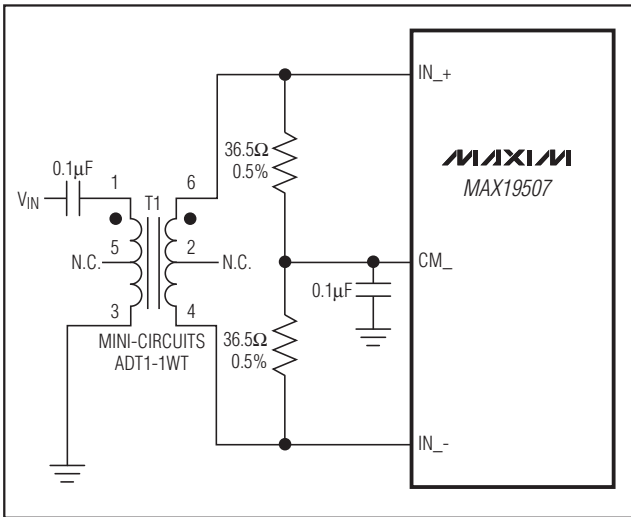 IN_+
36.5Ω
0.5%
MAXIM
MAX19507
0.1µF
1
6
VIN
T1
5
2
N.C.
N.C.
CM_
0.1µF
3
4
MINI-CIRCUITS
ADT1-1WT
36.5Ω
0.5%
IN_-